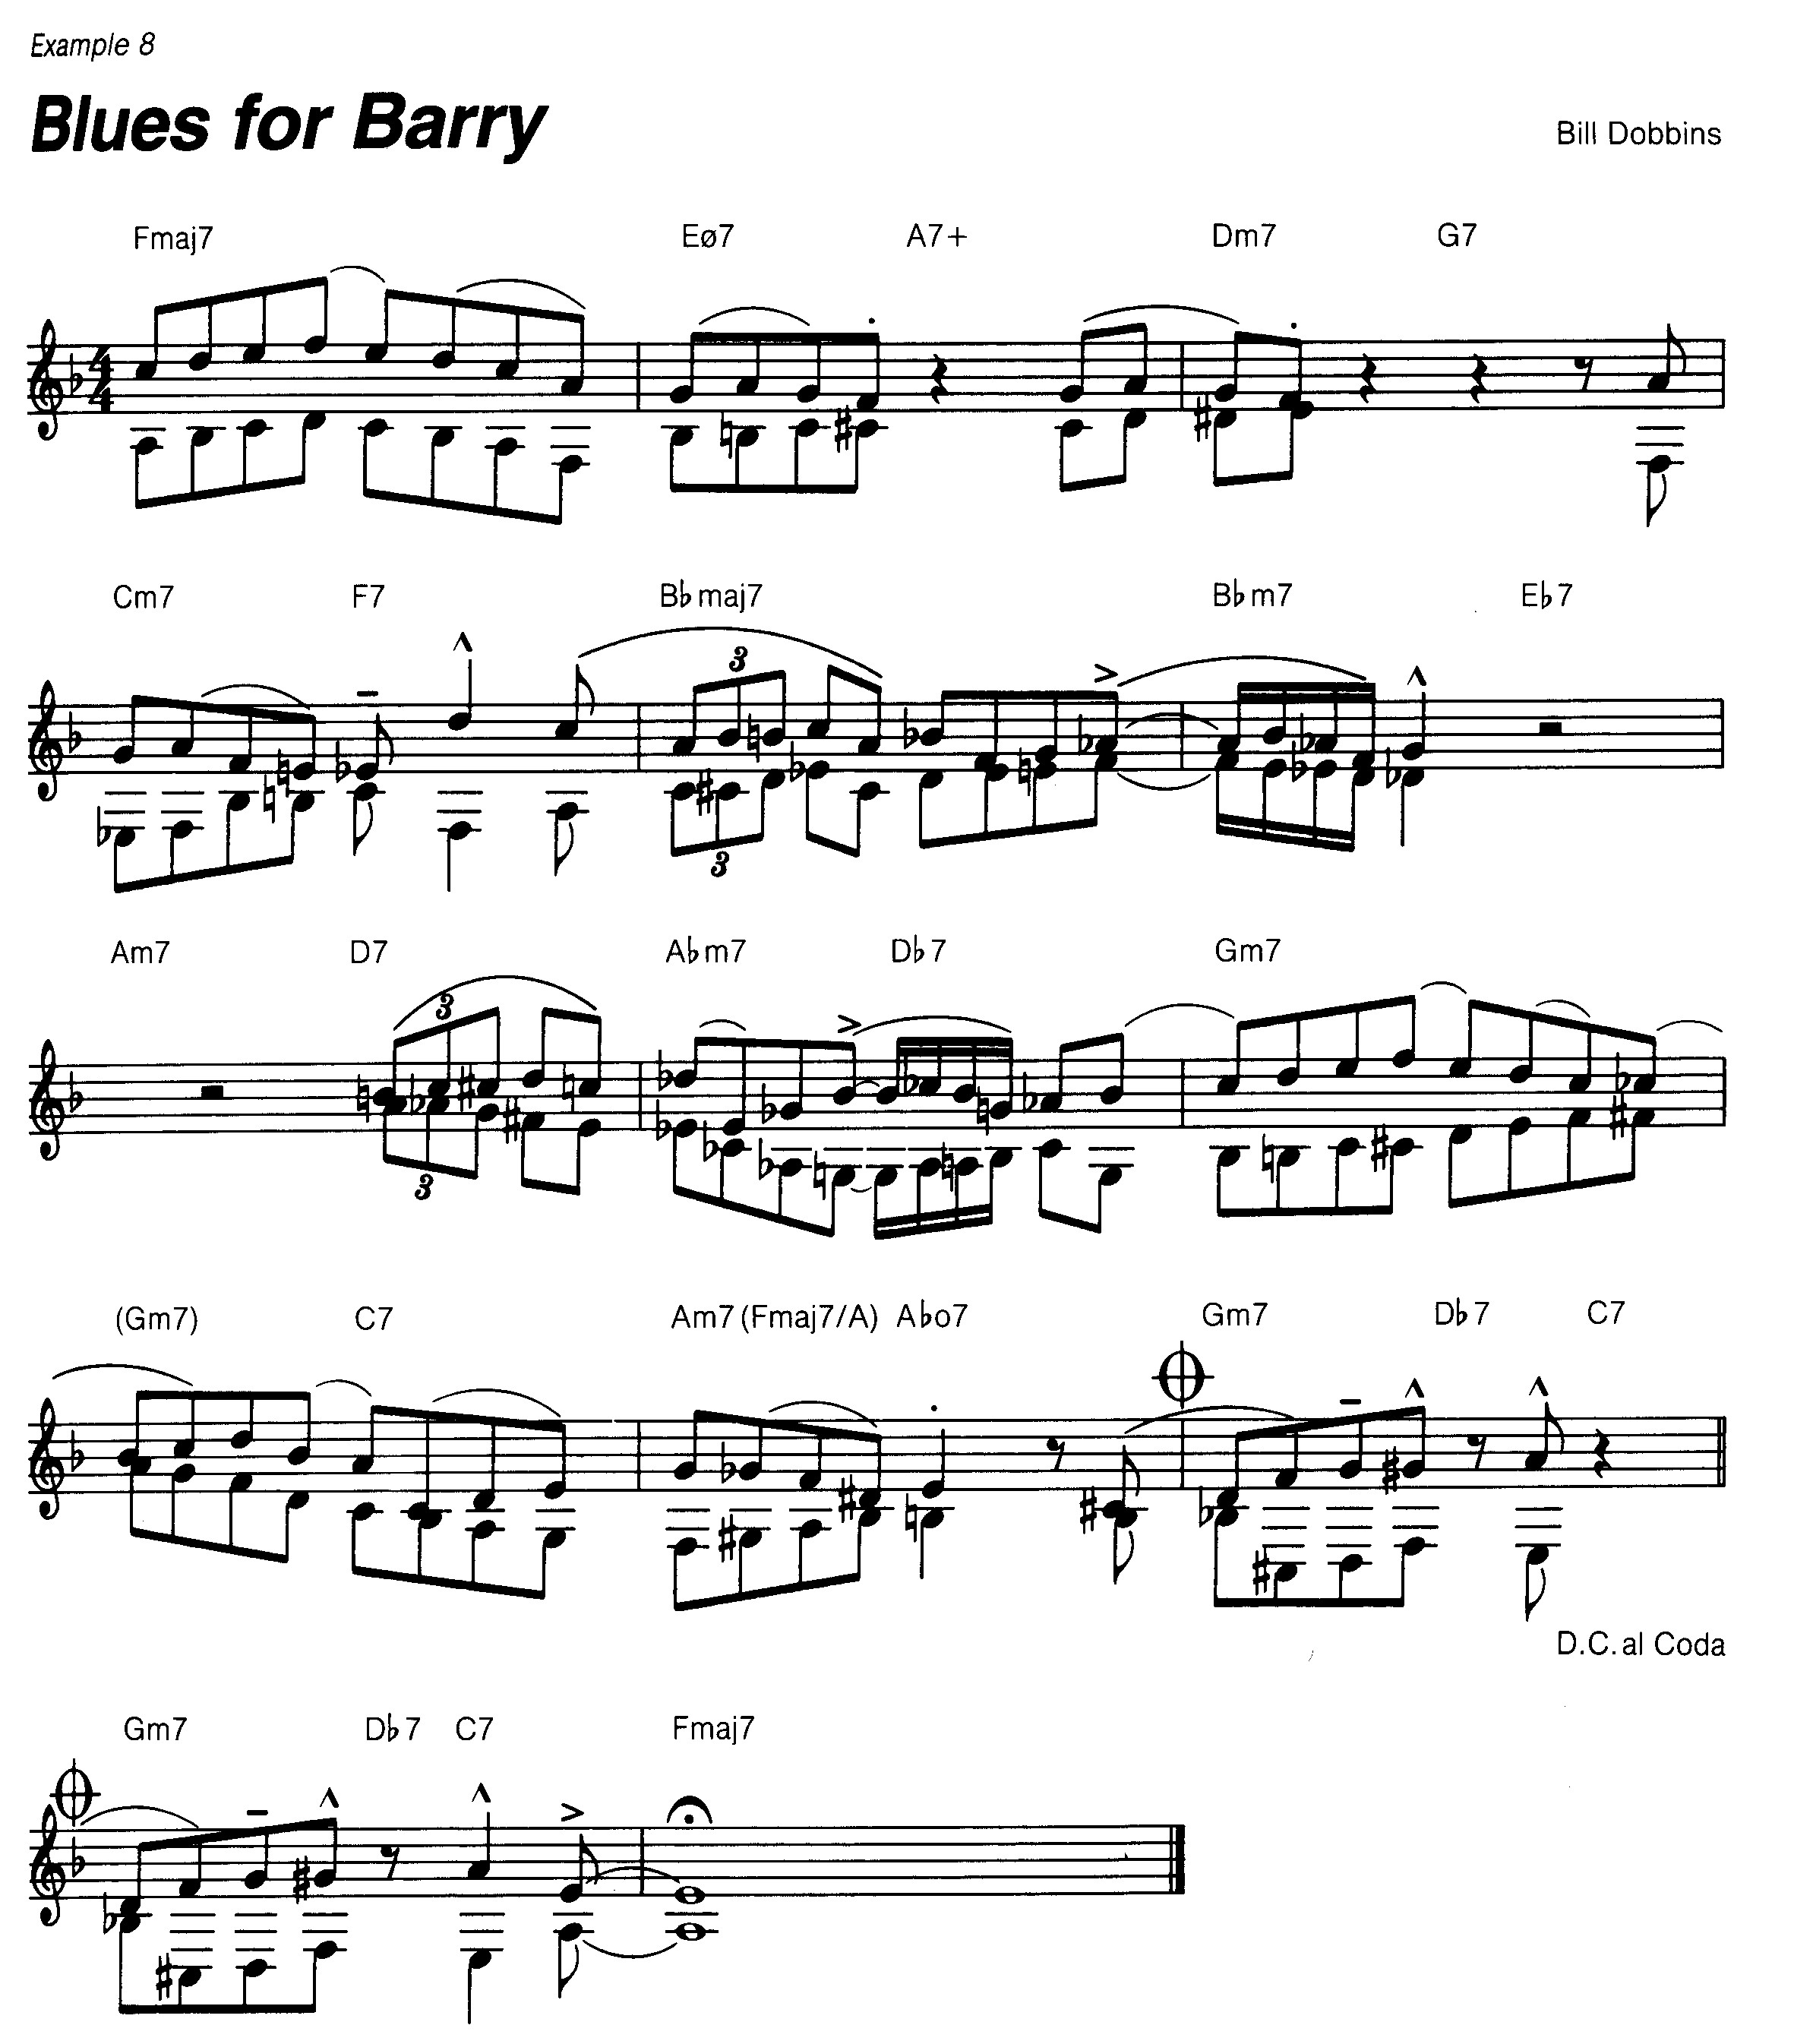 Example 8
Blues for Barry
Bill Dobbins
Fmaj7 Eø7 A7+ Dm7 G7
4
4
Cm7 F7 B♭maj7 B♭m7 E♭7
3
3
Am7 D7 A♭m7 D♭7 Gm7
3
3
(Gm7) C7 Am7 (Fmaj7/A) A♭o7 Gm7 D♭7 C7
D.C. al Coda
Gm7 D♭7 C7 Fmaj7